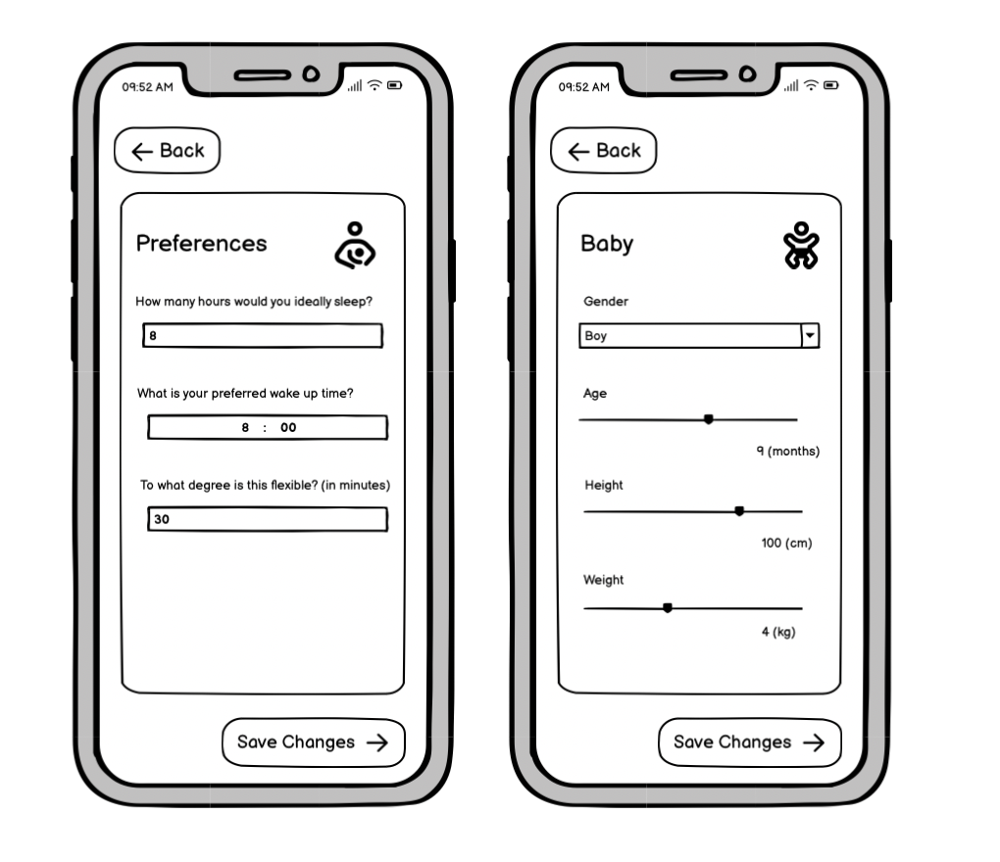 09:52 AM
← Back
Preferences
How many hours would you ideally sleep?
8
What is your preferred wake up time?
8 : 00
To what degree is this flexible? (in minutes)
30
Save Changes →
09:52 AM
← Back
Baby
Gender
Boy
Age
9 (months)
Height
100 (cm)
Weight
4 (kg)
Save Changes →